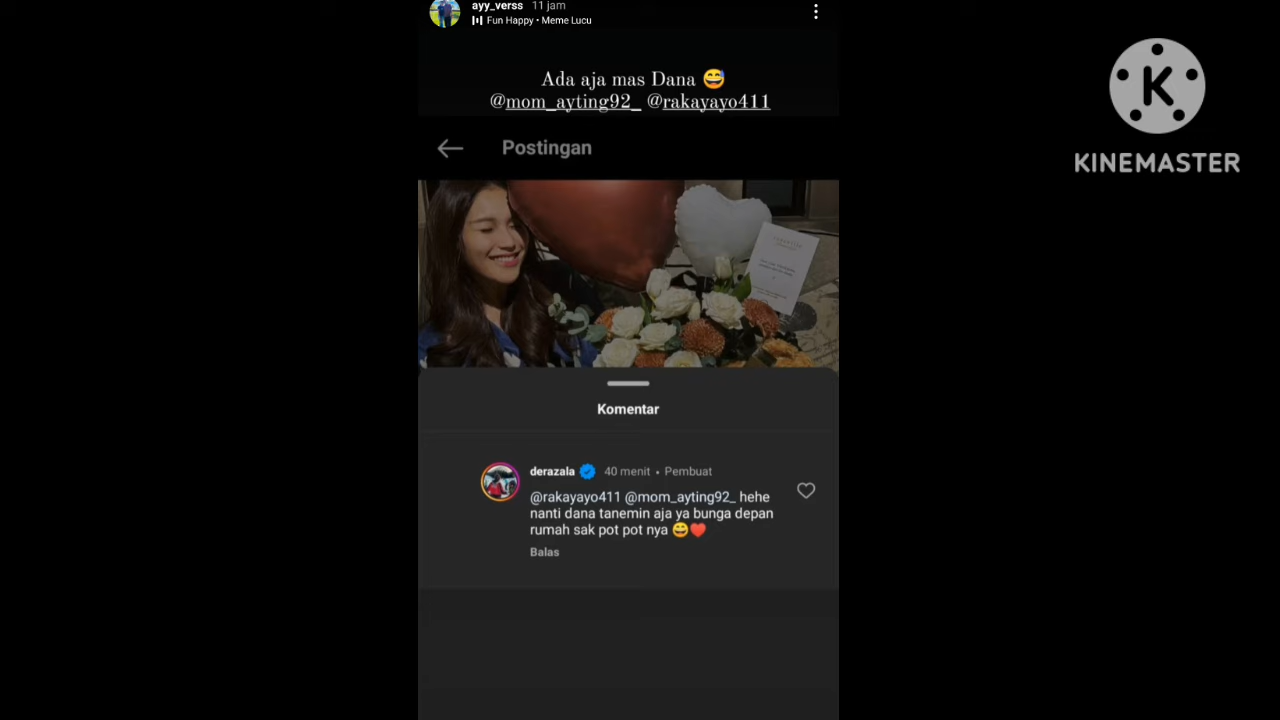 ayy_verss 11 jam
Fun Happy • Meme Lucu
Ada aja mas Dana 😅
@mom_ayting92_ @rakayayo411
KINEMASTER
Postingan
Komentar
derazala 40 menit • Pembuat
@rakayayo411 @mom_ayting92_ hehe
nanti dana tanemin aja ya bunga depan
rumah sak pot pot nya 😄♥️
Balas